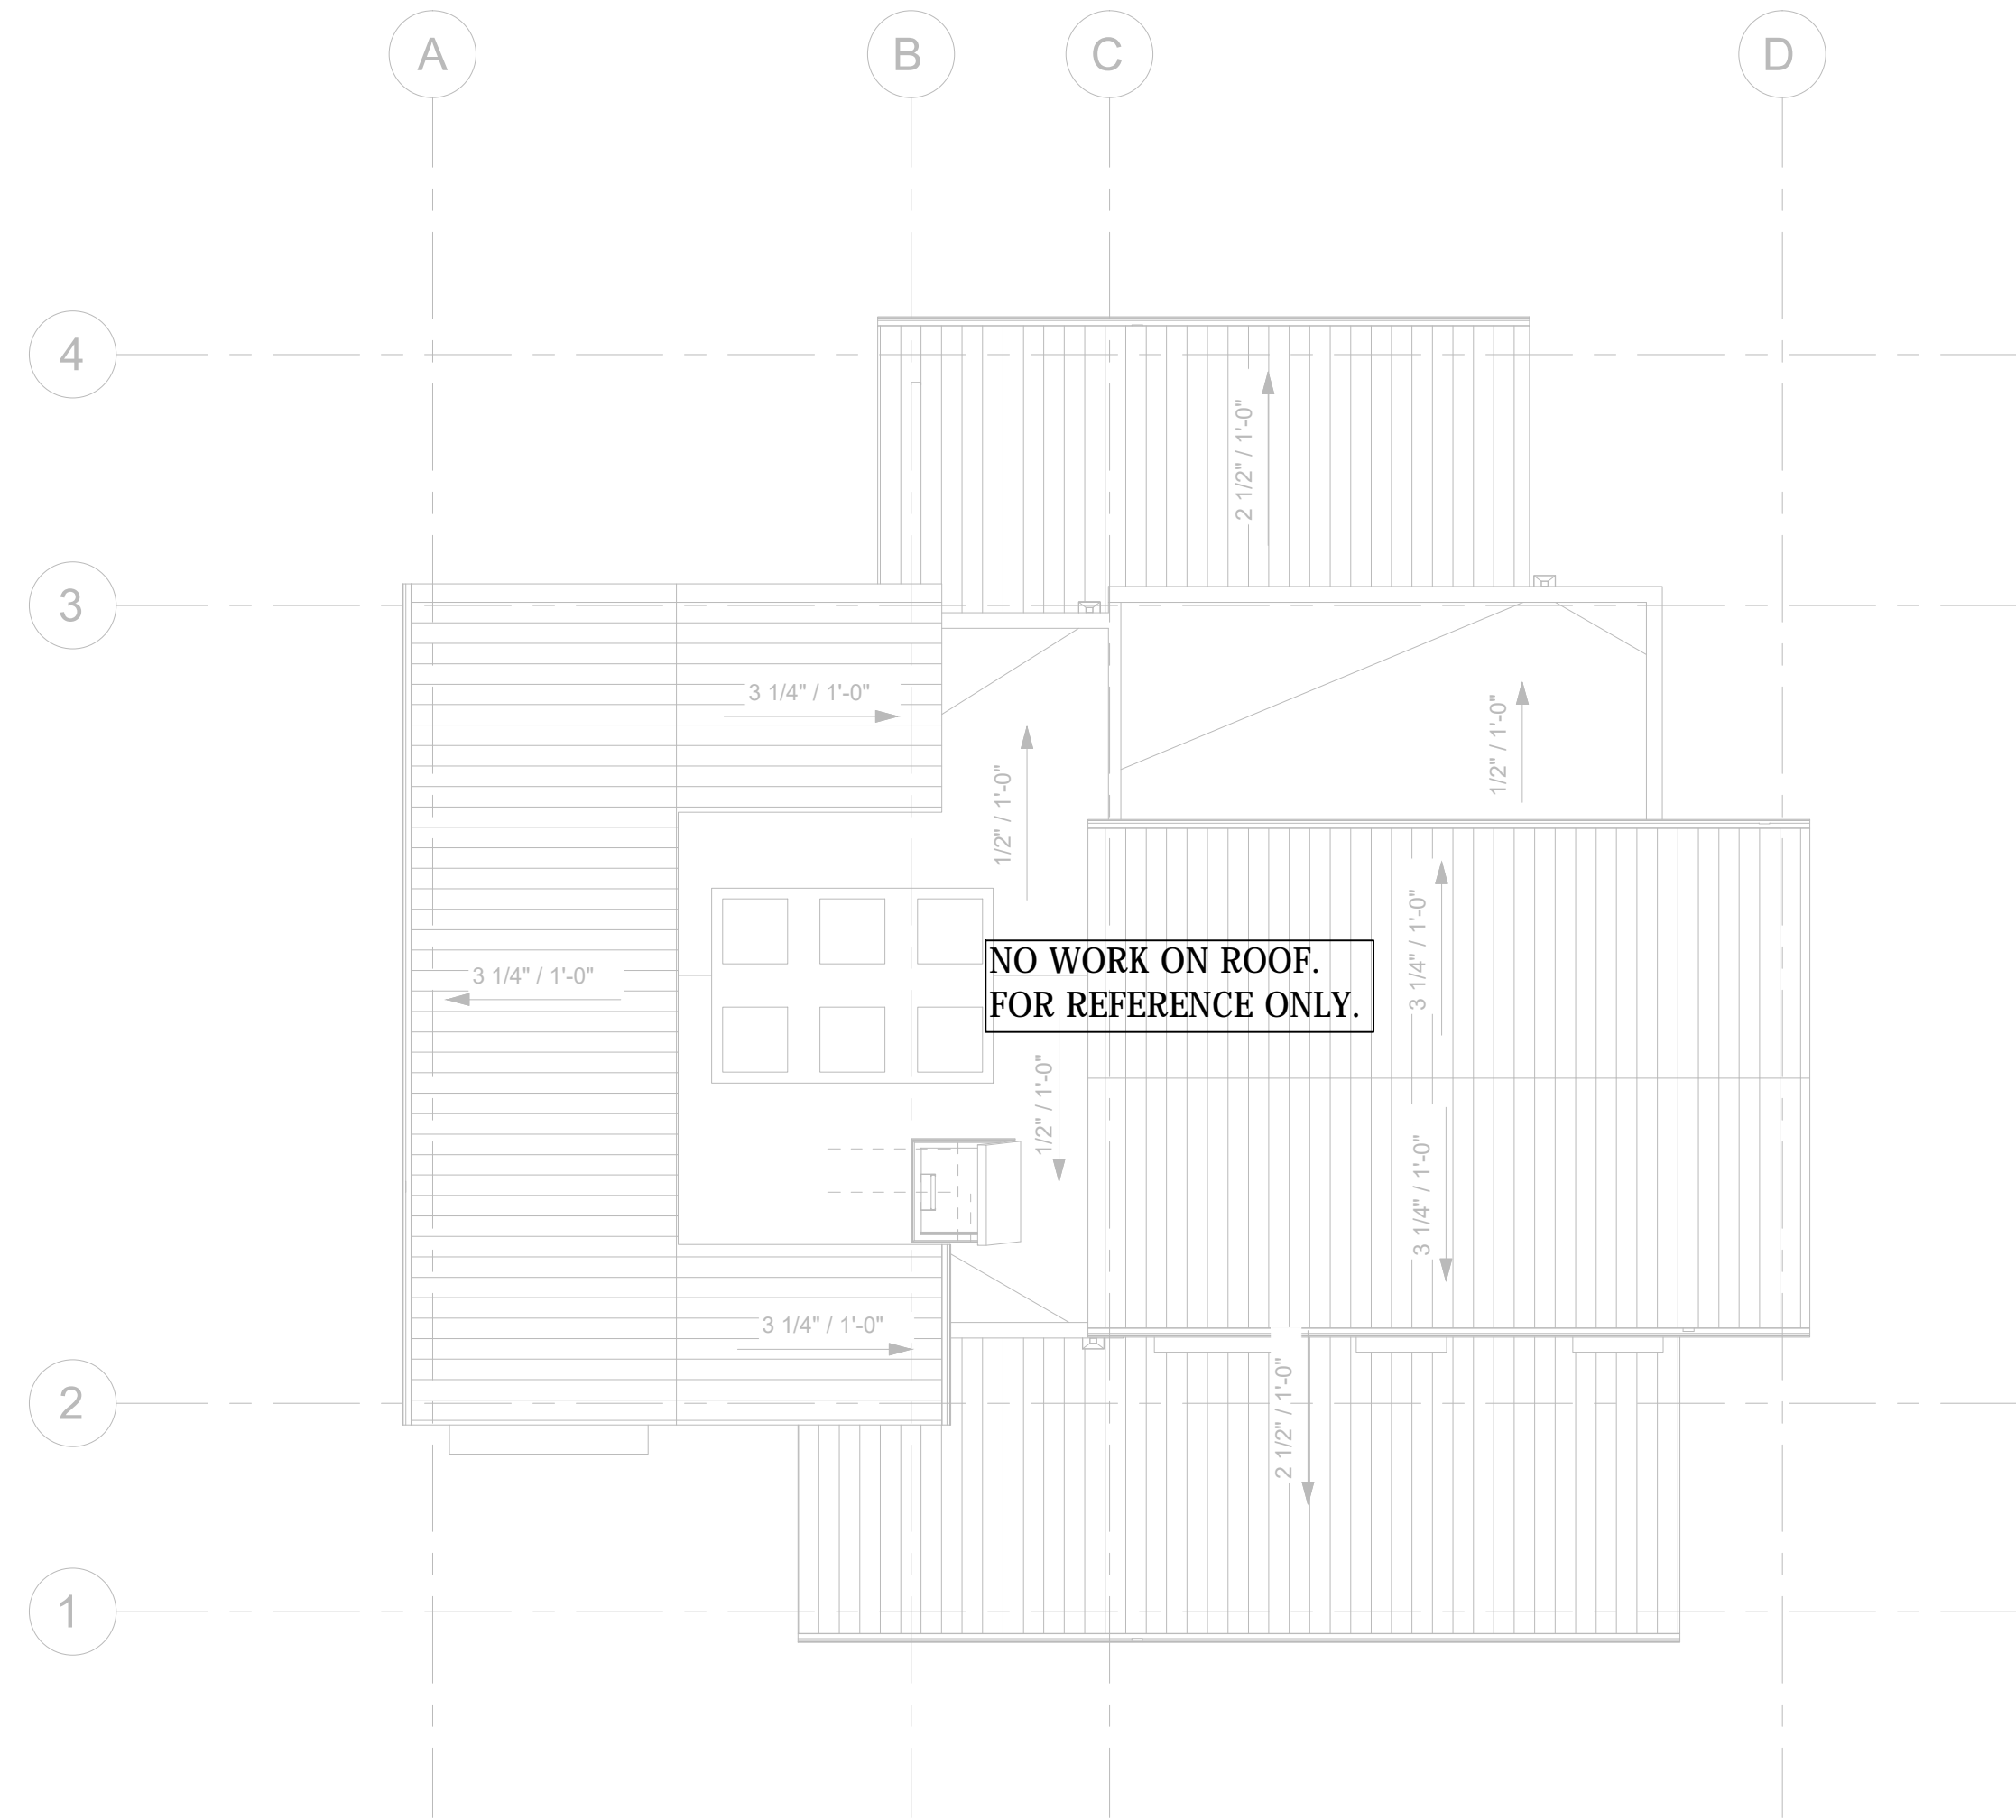 A
B
C
D
4
2 1/2" / 1'-0"
3
3 1/4" / 1'-0"
1/2" / 1'-0"
1/2" / 1'-0"
3 1/4" / 1'-0"
NO WORK ON ROOF.
FOR REFERENCE ONLY.
3 1/4" / 1'-0"
1/2" / 1'-0"
3 1/4" / 1'-0"
3 1/4" / 1'-0"
2 1/2" / 1'-0"
2
1